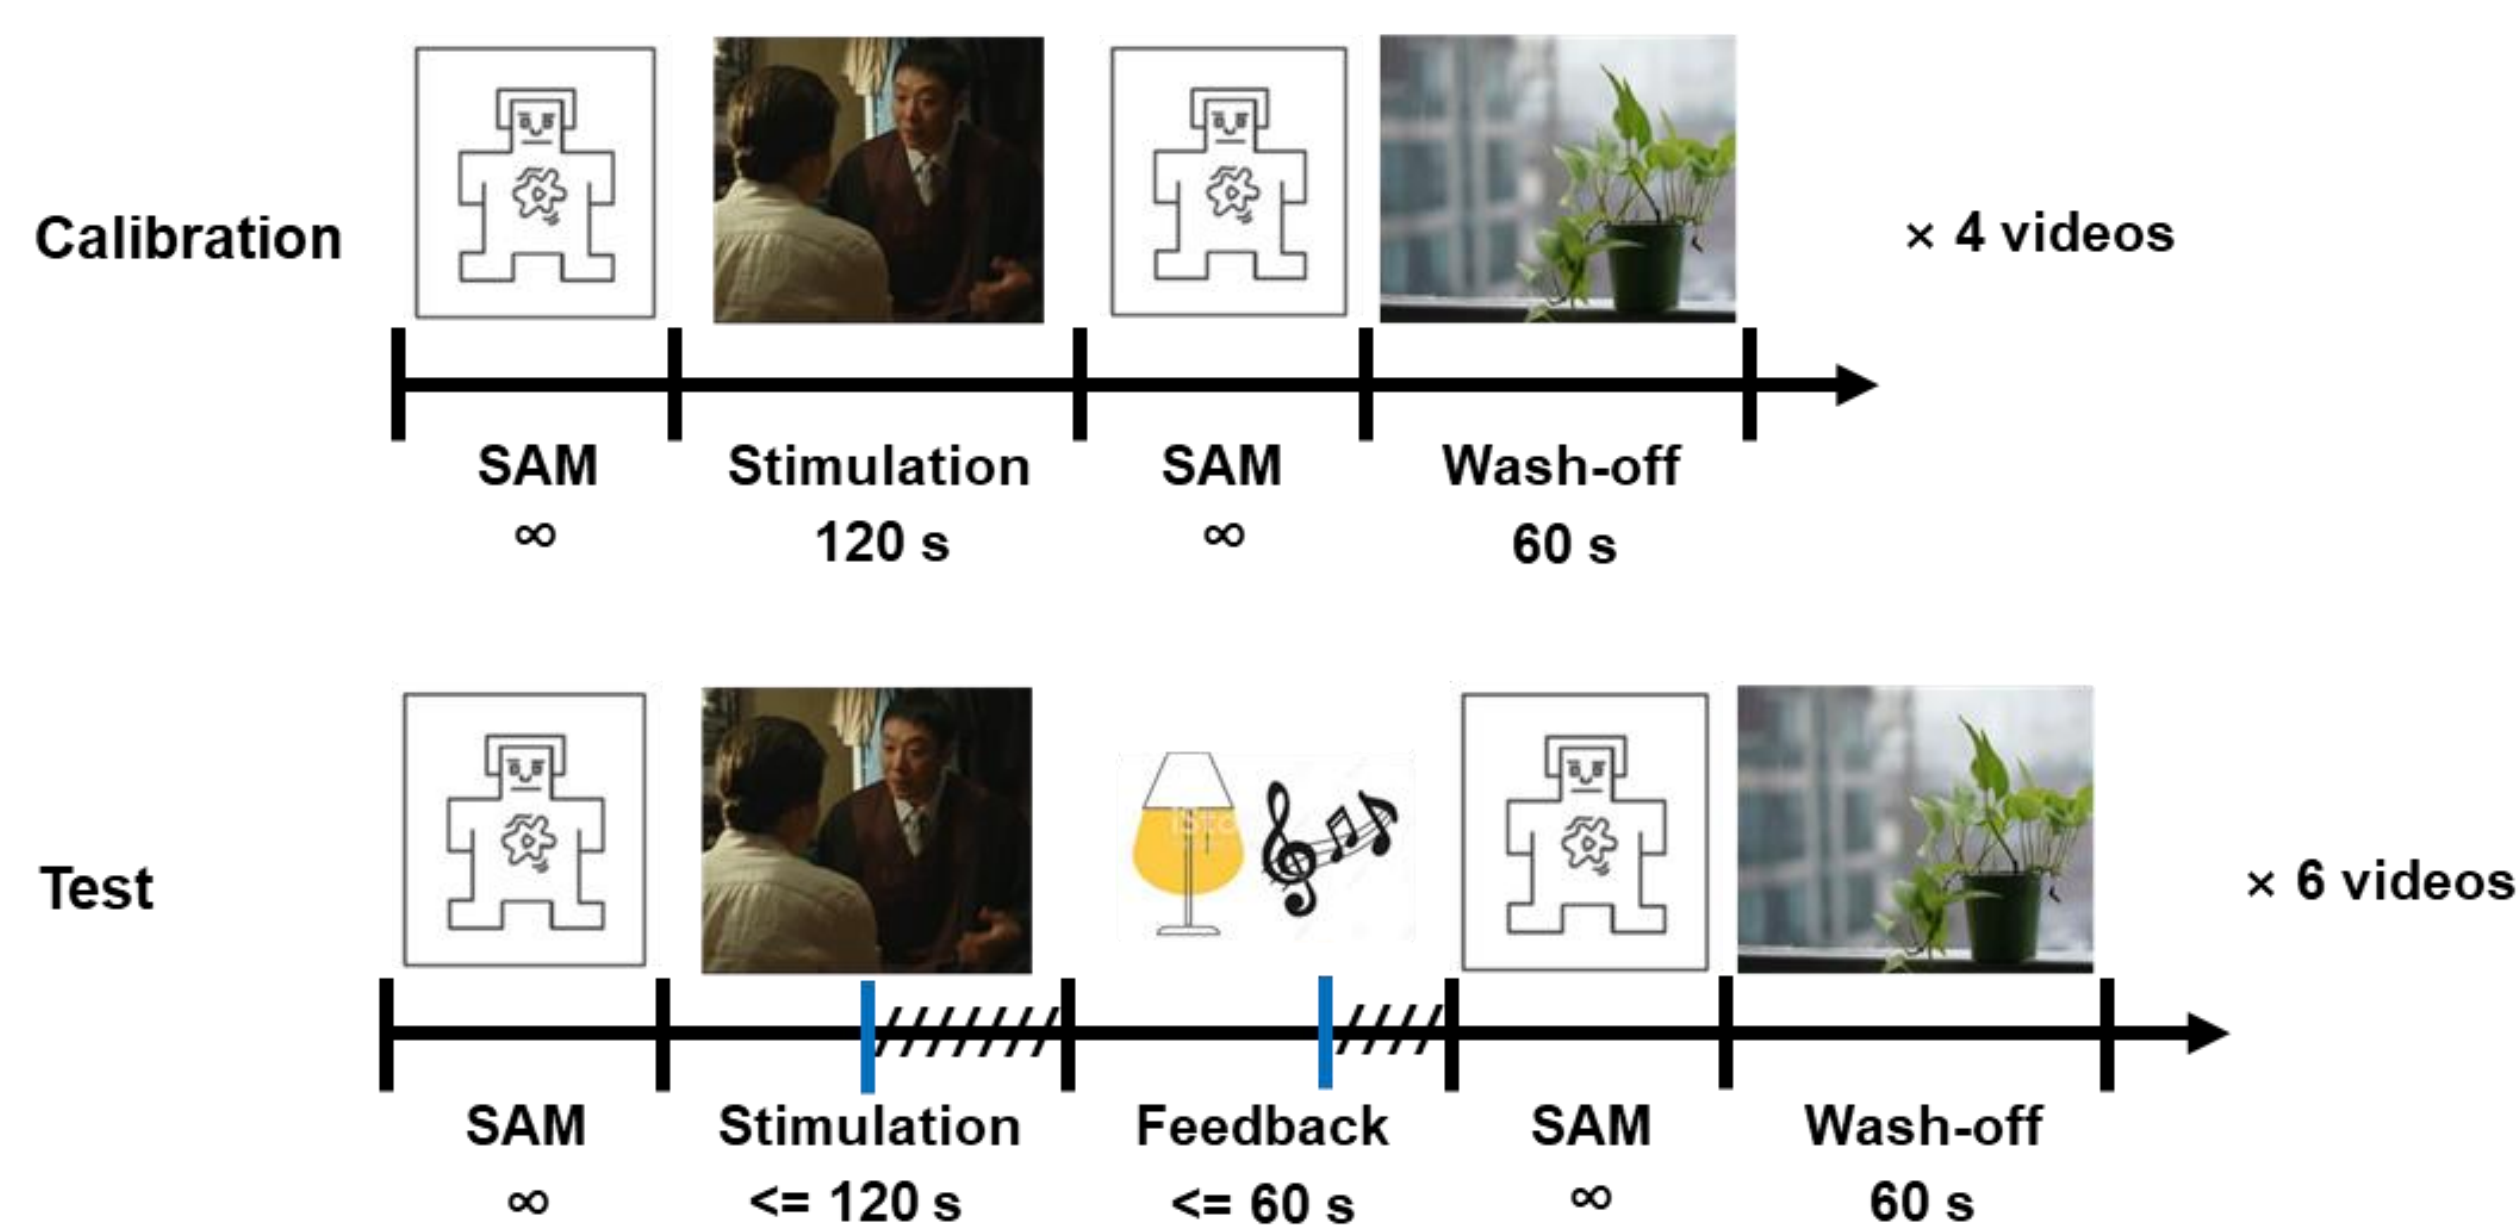 Calibration
× 4 videos
SAM Stimulation SAM Wash-off
∞ 120 s ∞ 60 s
Test
× 6 videos
SAM Stimulation Feedback SAM Wash-off
∞ <= 120 s <= 60 s ∞ 60 s